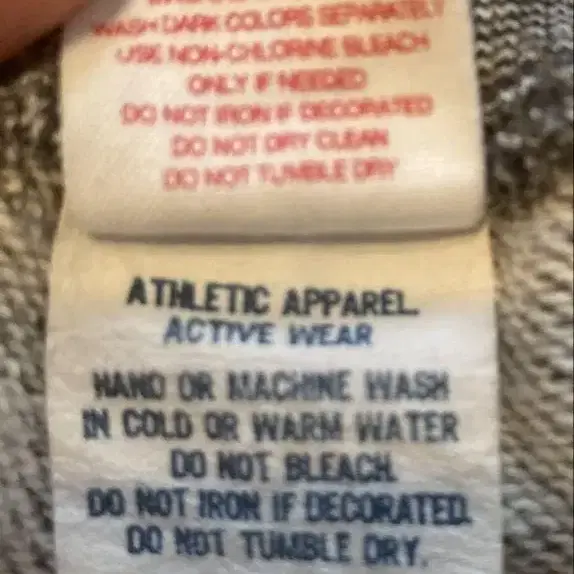 WASH DARK COLORS SEPARATELY
USE NON-CHLORINE BLEACH
ONLY IF NEEDED
DO NOT IRON IF DECORATED
DO NOT DRY CLEAN
DO NOT TUMBLE DRY
ATHLETIC APPAREL.
ACTIVE WEAR
HAND OR MACHINE WASH
IN COLD OR WARM WATER
DO NOT BLEACH.
DO NOT IRON IF DECORATED.
DO NOT TUMBLE DRY.